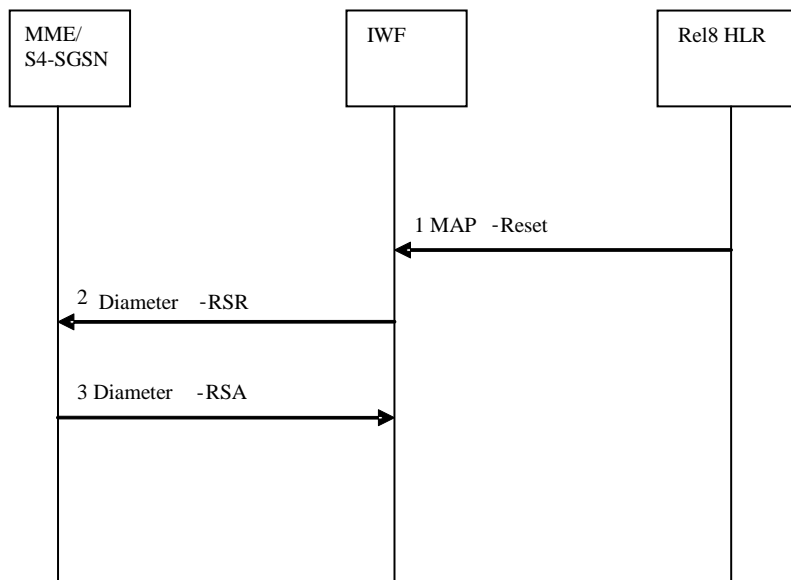 MME/
S4-SGSN
IWF
Rel8 HLR
1 MAP -Reset
2 Diameter -RSR
3 Diameter -RSA